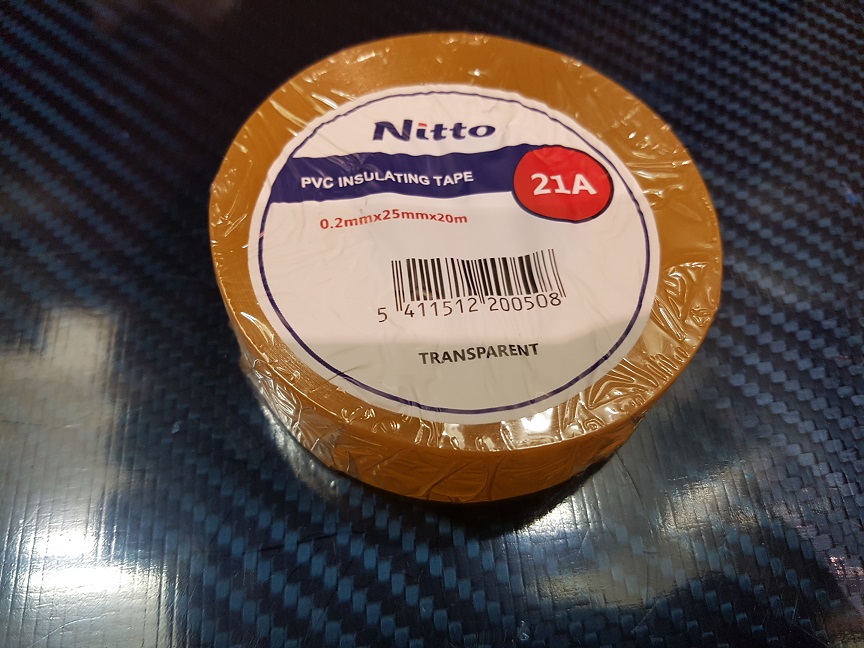 Nitto
PVC INSULATING TAPE
21A
0.2mmx25mmx20m
5 411512 200508
TRANSPARENT